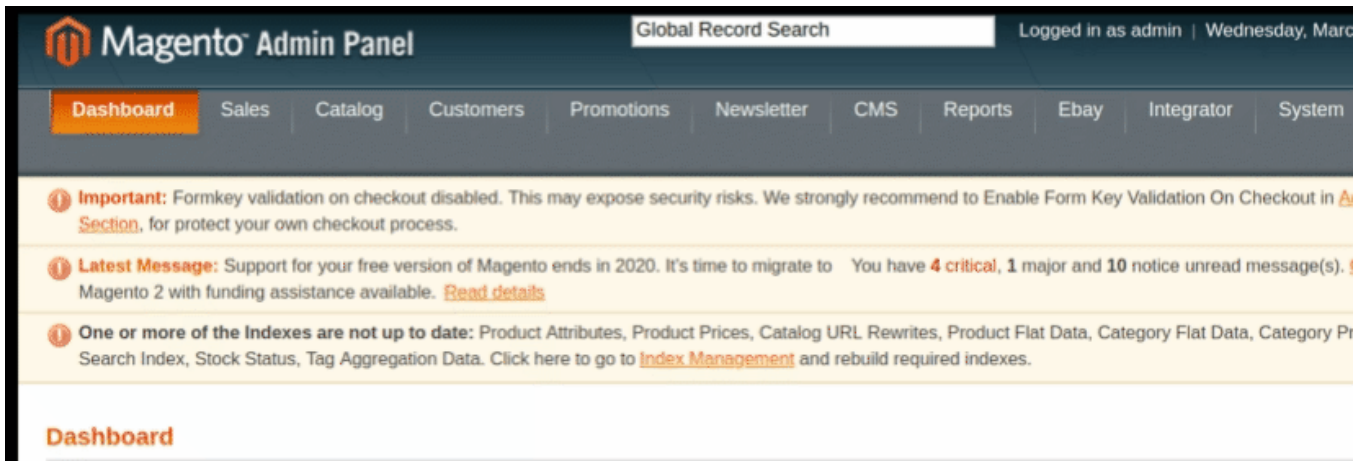 Magento™ Admin Panel
Global Record Search
Logged in as admin | Wednesday, Marc
Dashboard Sales Catalog Customers Promotions Newsletter CMS Reports Ebay Integrator System
Important: Formkey validation on checkout disabled. This may expose security risks. We strongly recommend to Enable Form Key Validation On Checkout in
Section, for protect your own checkout process.
Latest Message: Support for your free version of Magento ends in 2020. It's time to migrate to
Magento 2 with funding assistance available. Read details
You have 4 critical, 1 major and 10 notice unread message(s).
One or more of the Indexes are not up to date: Product Attributes, Product Prices, Catalog URL Rewrites, Product Flat Data, Category Flat Data, Category Pr
Search Index, Stock Status, Tag Aggregation Data. Click here to go to Index Management and rebuild required indexes.
Dashboard